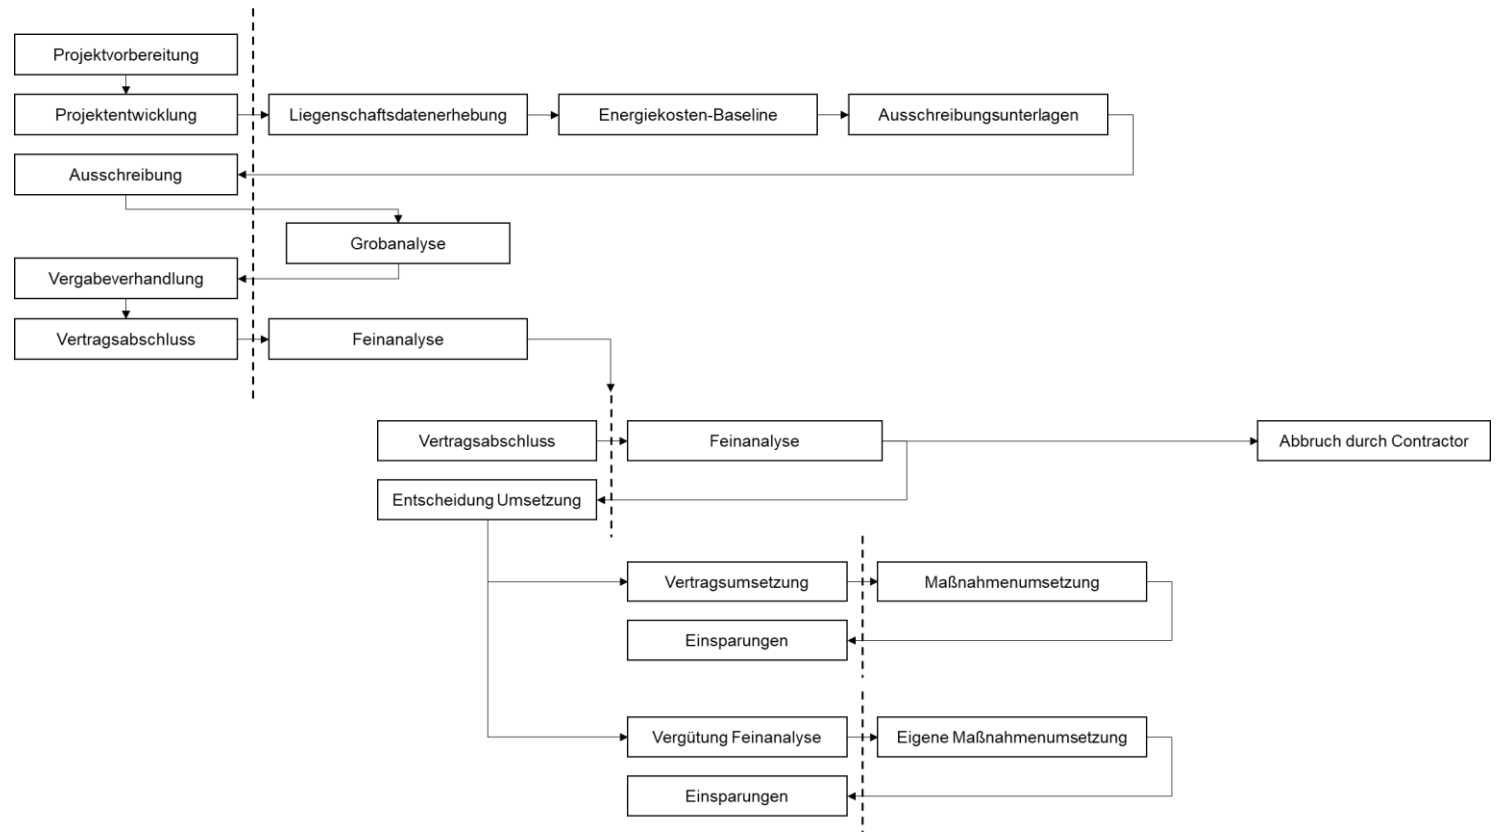 Projektvorbereitung
Projektentwicklung
Liegenschaftsdatenerhebung
Energiekosten-Baseline
Ausschreibungsunterlagen
Ausschreibung
Grobanalyse
Vergabeverhandlung
Vertragsabschluss
Feinanalyse
Vertragsabschluss
Feinanalyse
Abbruch durch Contractor
Entscheidung Umsetzung
Vertragsumsetzung
Maßnahmenumsetzung
Einsparungen
Vergütung Feinanalyse
Eigene Maßnahmenumsetzung
Einsparungen